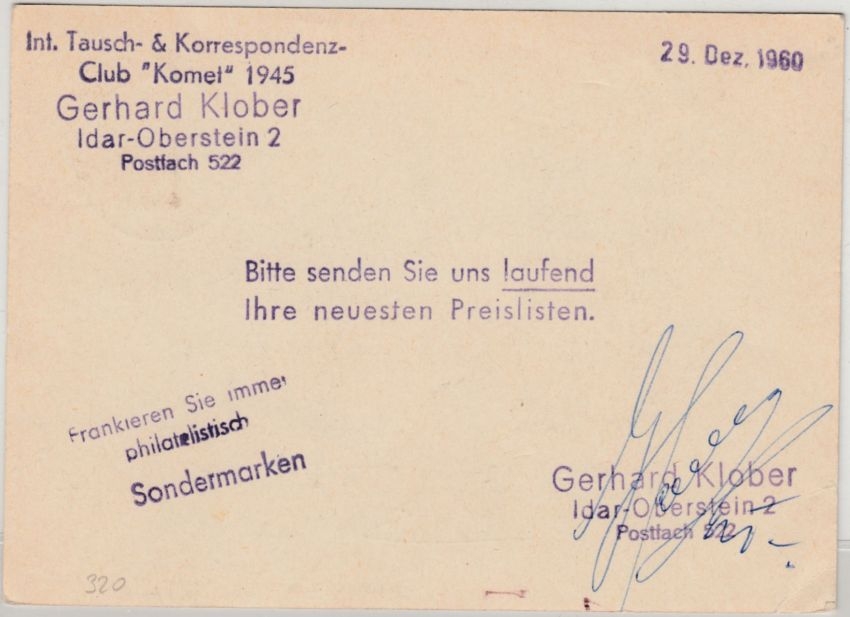 Int. Tausch- & Korrespondenz-
Club "Komet" 1945
Gerhard Klober
Idar-Oberstein 2
Postfach 522
29. Dez. 1960
Bitte senden Sie uns laufend
Ihre neuesten Preislisten.
Frankieren Sie immer
philatelistisch
Sondermarken
Gerhard Klober
Idar-Oberstein 2
Postfach 522
320